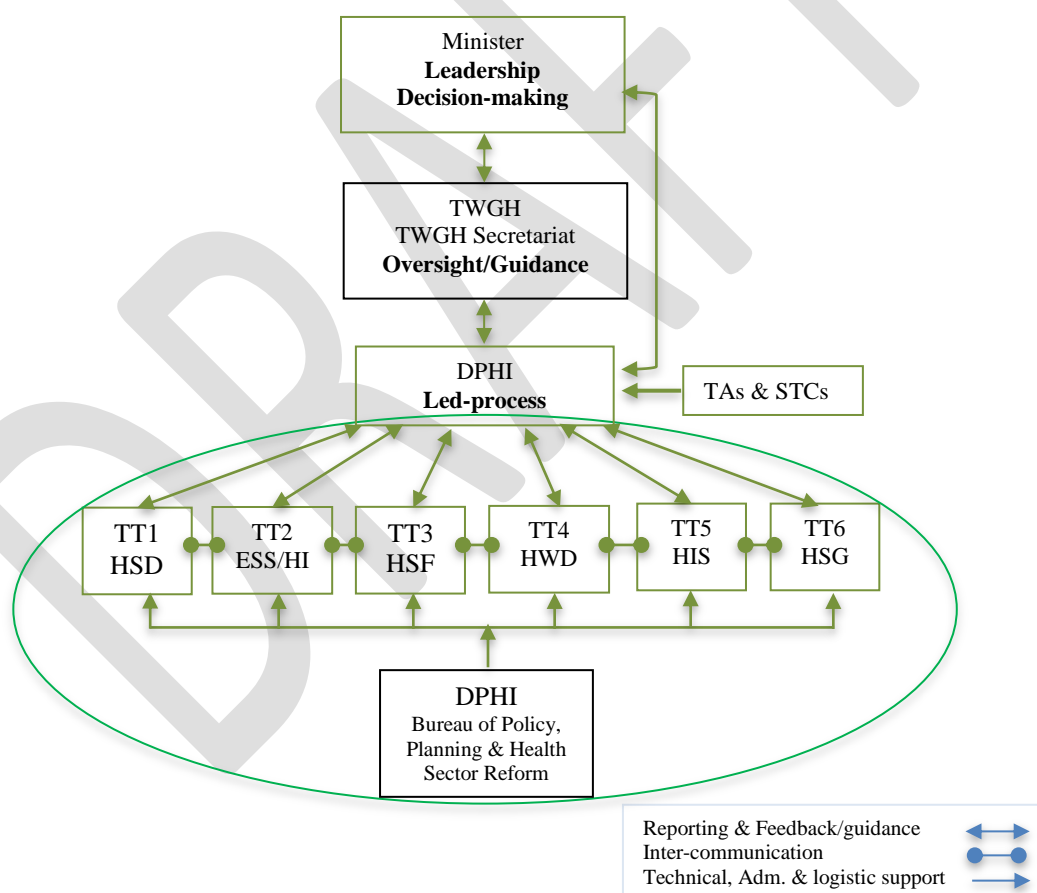 Minister
Leadership
Decision-making
TWGH
TWGH Secretariat
Oversight/Guidance
DPHI
Led-process
TAs & STCs
TT1
HSD
TT2
ESS/HI
TT3
HSF
TT4
HWD
TT5
HIS
TT6
HSG
DPHI
Bureau of Policy,
Planning & Health
Sector Reform
Reporting & Feedback/guidance
Inter-communication
Technical, Adm. & logistic support
DRAFT